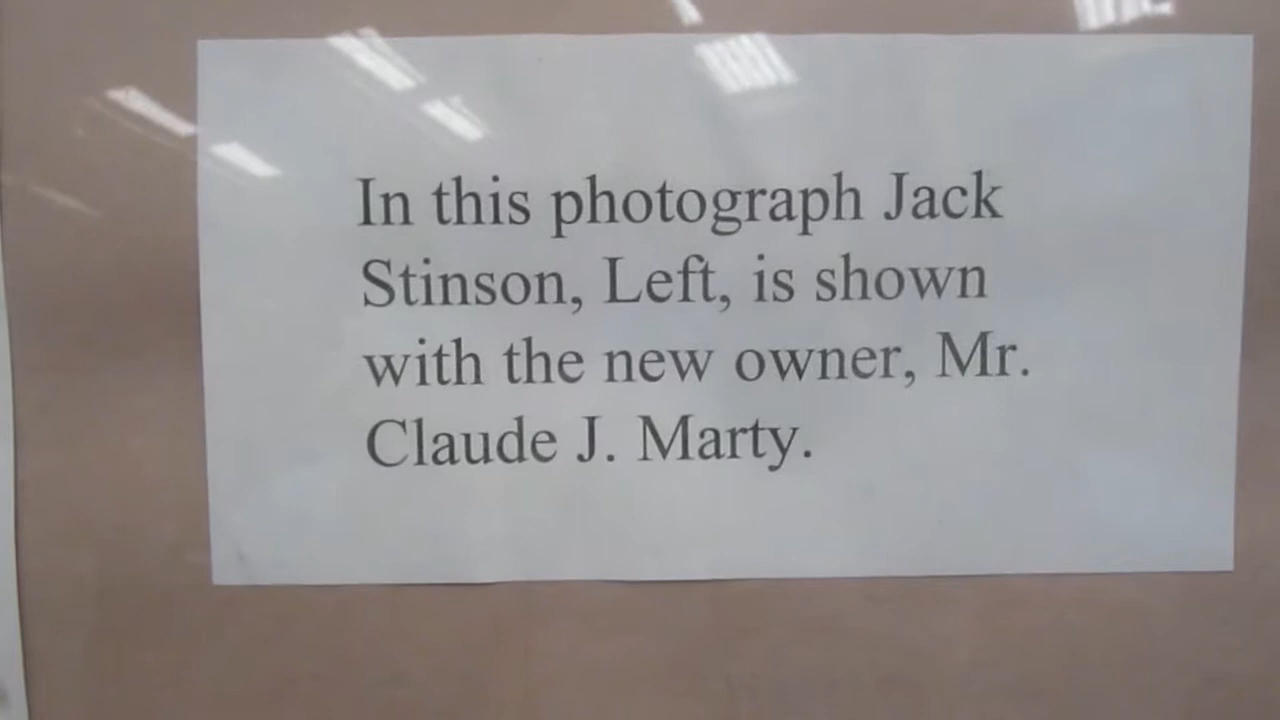 In this photograph Jack
Stinson, Left, is shown
with the new owner, Mr.
Claude J. Marty.